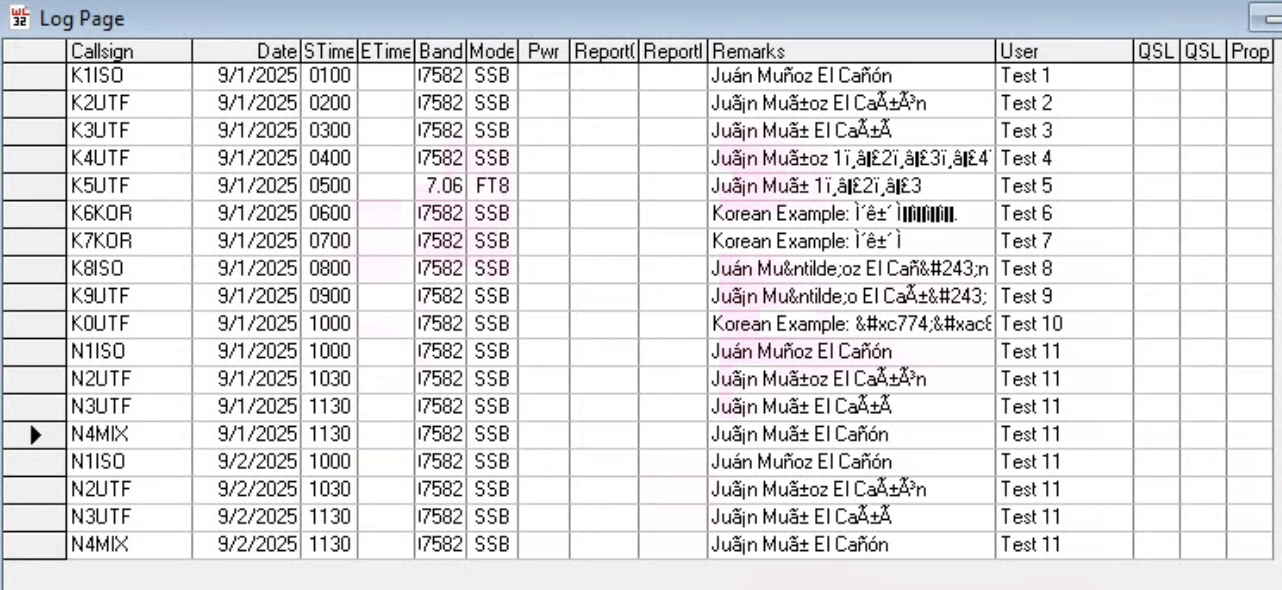 WC 32 Log Page
Callsign Date STime ETime Band Mode Pwr Report( ReportI Remarks User QSL QSL Prop
K1ISO 9/1/2025 0100 I7582 SSB Juán Muñoz El Cañón Test 1
K2UTF 9/1/2025 0200 I7582 SSB Juãjn Muã±oz El CaÃ±Ã³n Test 2
K3UTF 9/1/2025 0300 I7582 SSB Juãjn Muã± El CaÃ±Ã Test 3
K4UTF 9/1/2025 0400 I7582 SSB Juãjn Muã±oz 1ï¸â|£2ï¸â|£3ï¸â|£4 Test 4
K5UTF 9/1/2025 0500 7.06 FT8 Juãjn Muã± 1ï¸â|£2ï¸â|£3 Test 5
K6KOR 9/1/2025 0600 I7582 SSB Korean Example: Ì´ê±´ Test 6
K7KOR 9/1/2025 0700 I7582 SSB Korean Example: Ì´ê±´ Ì Test 7
K8ISO 9/1/2025 0800 I7582 SSB Juán Mu&ntilde;oz El Cañ&#243;n Test 8
K9UTF 9/1/2025 0900 I7582 SSB Juãjn Mu&ntilde;o El CaÃ±&#243; Test 9
K0UTF 9/1/2025 1000 I7582 SSB Korean Example: &#xc774;&#xac8 Test 10
N1ISO 9/1/2025 1000 I7582 SSB Juán Muñoz El Cañón Test 11
N2UTF 9/1/2025 1030 I7582 SSB Juãjn Muã±oz El CaÃ±Ã³n Test 11
N3UTF 9/1/2025 1130 I7582 SSB Juãjn Muã± El CaÃ±Ã Test 11
N4MIX 9/1/2025 1130 I7582 SSB Juãjn Muã± El Cañón Test 11
N1ISO 9/2/2025 1000 I7582 SSB Juán Muñoz El Cañón Test 11
N2UTF 9/2/2025 1030 I7582 SSB Juãjn Muã±oz El CaÃ±Ã³n Test 11
N3UTF 9/2/2025 1130 I7582 SSB Juãjn Muã± El CaÃ±Ã Test 11
N4MIX 9/2/2025 1130 I7582 SSB Juãjn Muã± El Cañón Test 11